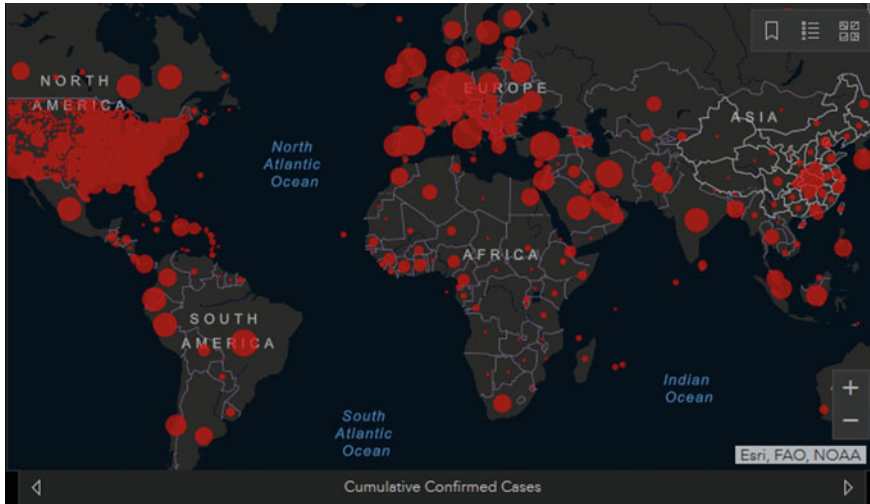 NORTH
AMERICA
EUROPE
ASIA
North
Atlantic
Ocean
AFRICA
SOUTH
AMERICA
Indian
Ocean
South
Atlantic
Ocean
+
−
Esri, FAO, NOAA
Cumulative Confirmed Cases